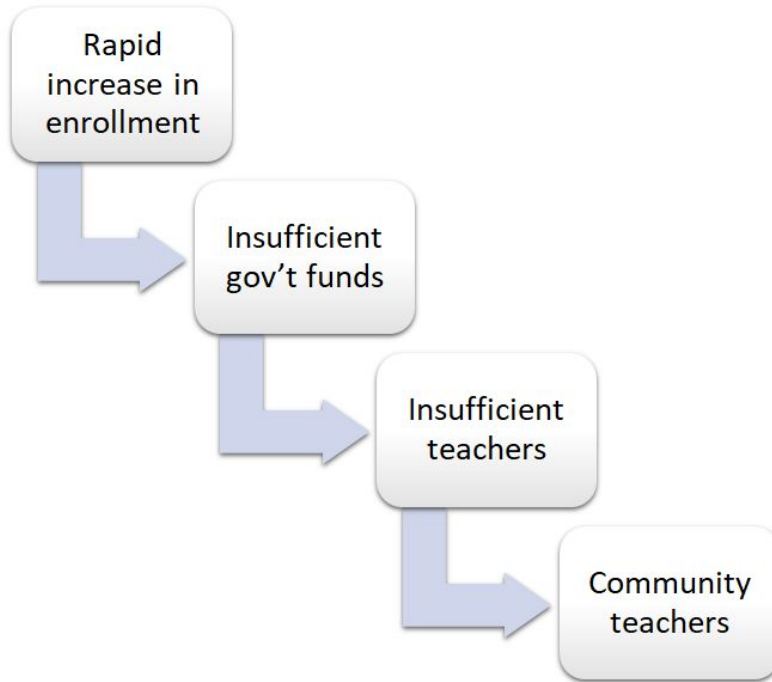 Rapid
increase in
enrollment
Insufficient
gov’t funds
Insufficient
teachers
Community
teachers